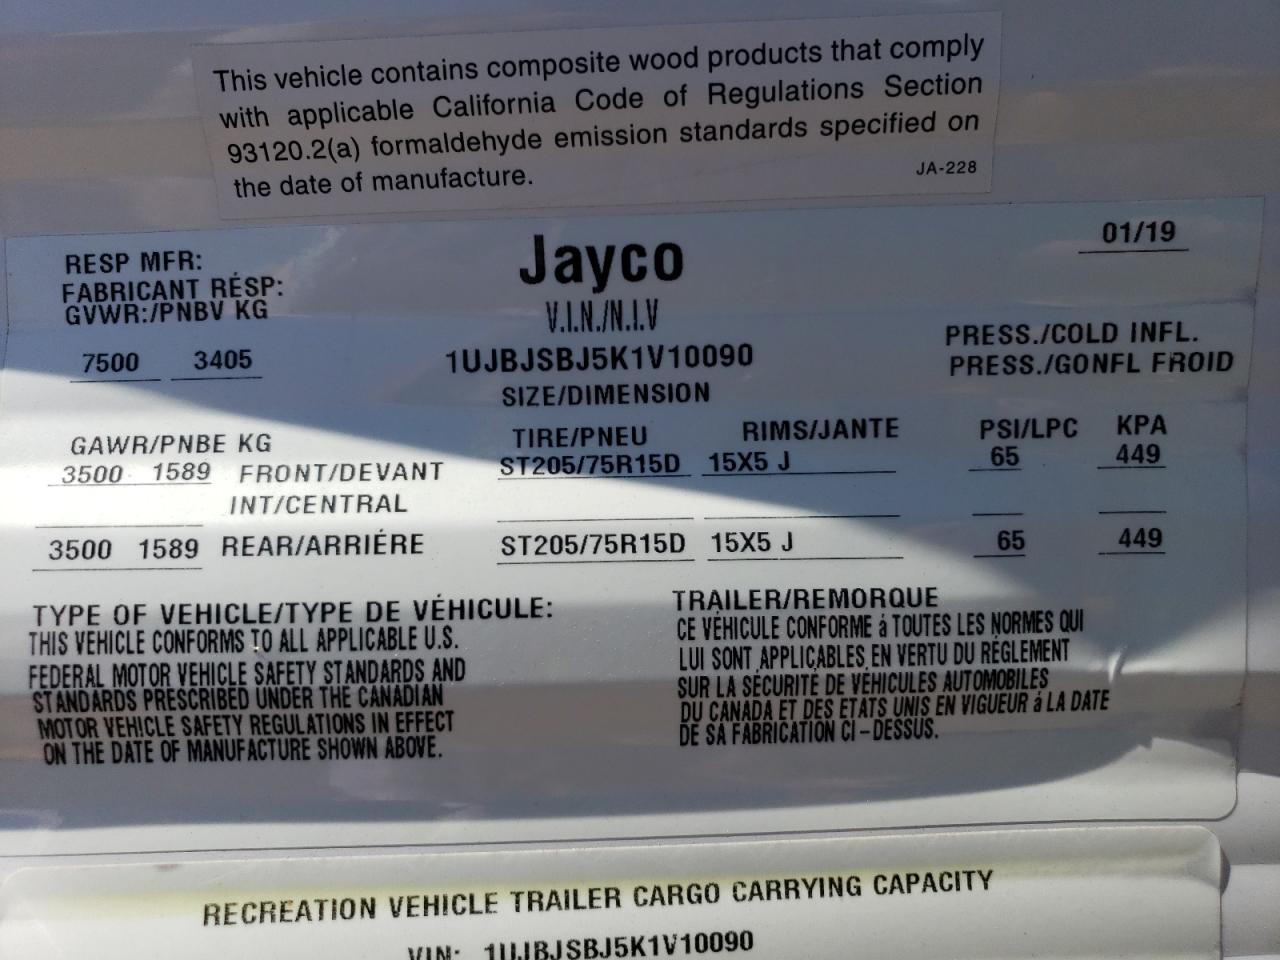 This vehicle contains composite wood products that comply
with applicable California Code of Regulations Section
93120.2(a) formaldehyde emission standards specified on
the date of manufacture.
JA-228
RESP MFR:
FABRICANT RÉSP:
GVWR:/PNBV KG
7500 3405
Jayco
V.I.N./N.I.V
1UJBJSBJ5K1V10090
SIZE/DIMENSION
01/19
PRESS./COLD INFL.
PRESS./GONFL FROID
GAWR/PNBE KG TIRE/PNEU RIMS/JANTE PSI/LPC KPA
3500 1589 FRONT/DEVANT ST205/75R15D 15X5 J 65 449
INT/CENTRAL
3500 1589 REAR/ARRIÉRE ST205/75R15D 15X5 J 65 449
TYPE OF VEHICLE/TYPE DE VÉHICULE:
THIS VEHICLE CONFORMS TO ALL APPLICABLE U.S.
FEDERAL MOTOR VEHICLE SAFETY STANDARDS AND
STANDARDS PRESCRIBED UNDER THE CANADIAN
MOTOR VEHICLE SAFETY REGULATIONS IN EFFECT
ON THE DATE OF MANUFACTURE SHOWN ABOVE.
TRAILER/REMORQUE
CE VÉHICULE CONFORME á TOUTES LES NORMES QUI
LUI SONT APPLICABLES EN VERTU DU RÉGLEMENT
SUR LA SÉCURITÉ DE VÉHICULES AUTOMOBILES
DU CANADA ET DES ETATS UNIS EN VIGUEUR á LA DATE
DE SA FABRICATION CI-DESSUS.
RECREATION VEHICLE TRAILER CARGO CARRYING CAPACITY
VIN: 1UJBJSBJ5K1V10090